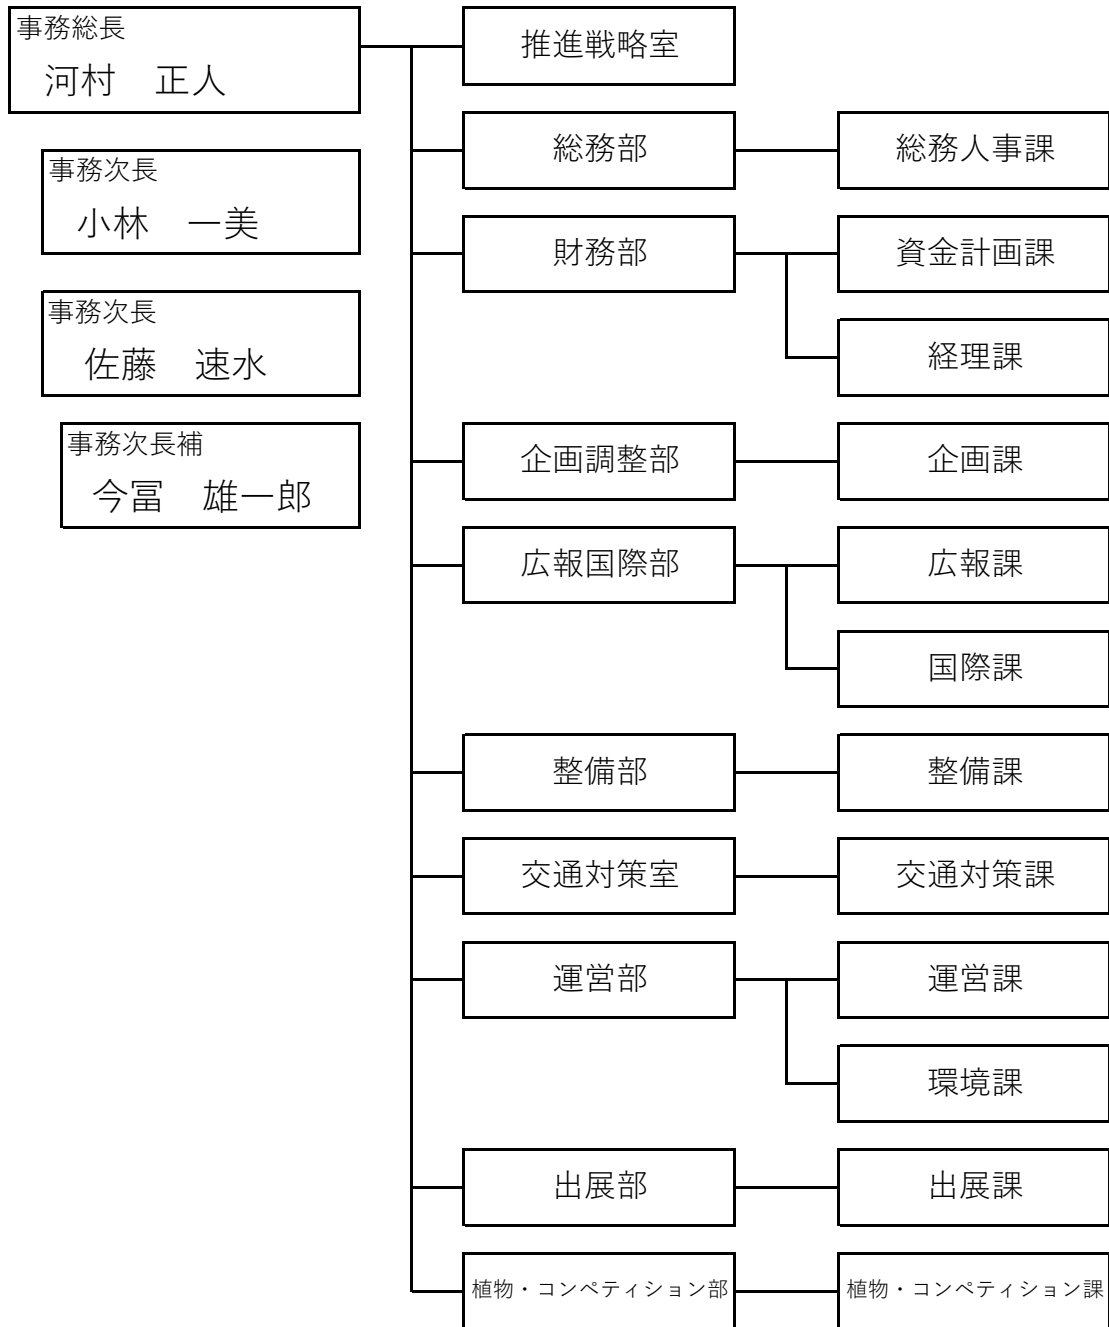 事務総長
河村　正人
事務次長
小林　一美
事務次長
佐藤　速水
事務次長補
今冨　雄一郎
推進戦略室
総務部
総務人事課
財務部
資金計画課
経理課
企画調整部
企画課
広報国際部
広報課
国際課
整備部
整備課
交通対策室
交通対策課
運営部
運営課
環境課
出展部
出展課
植物・コンペティション部
植物・コンペティション課